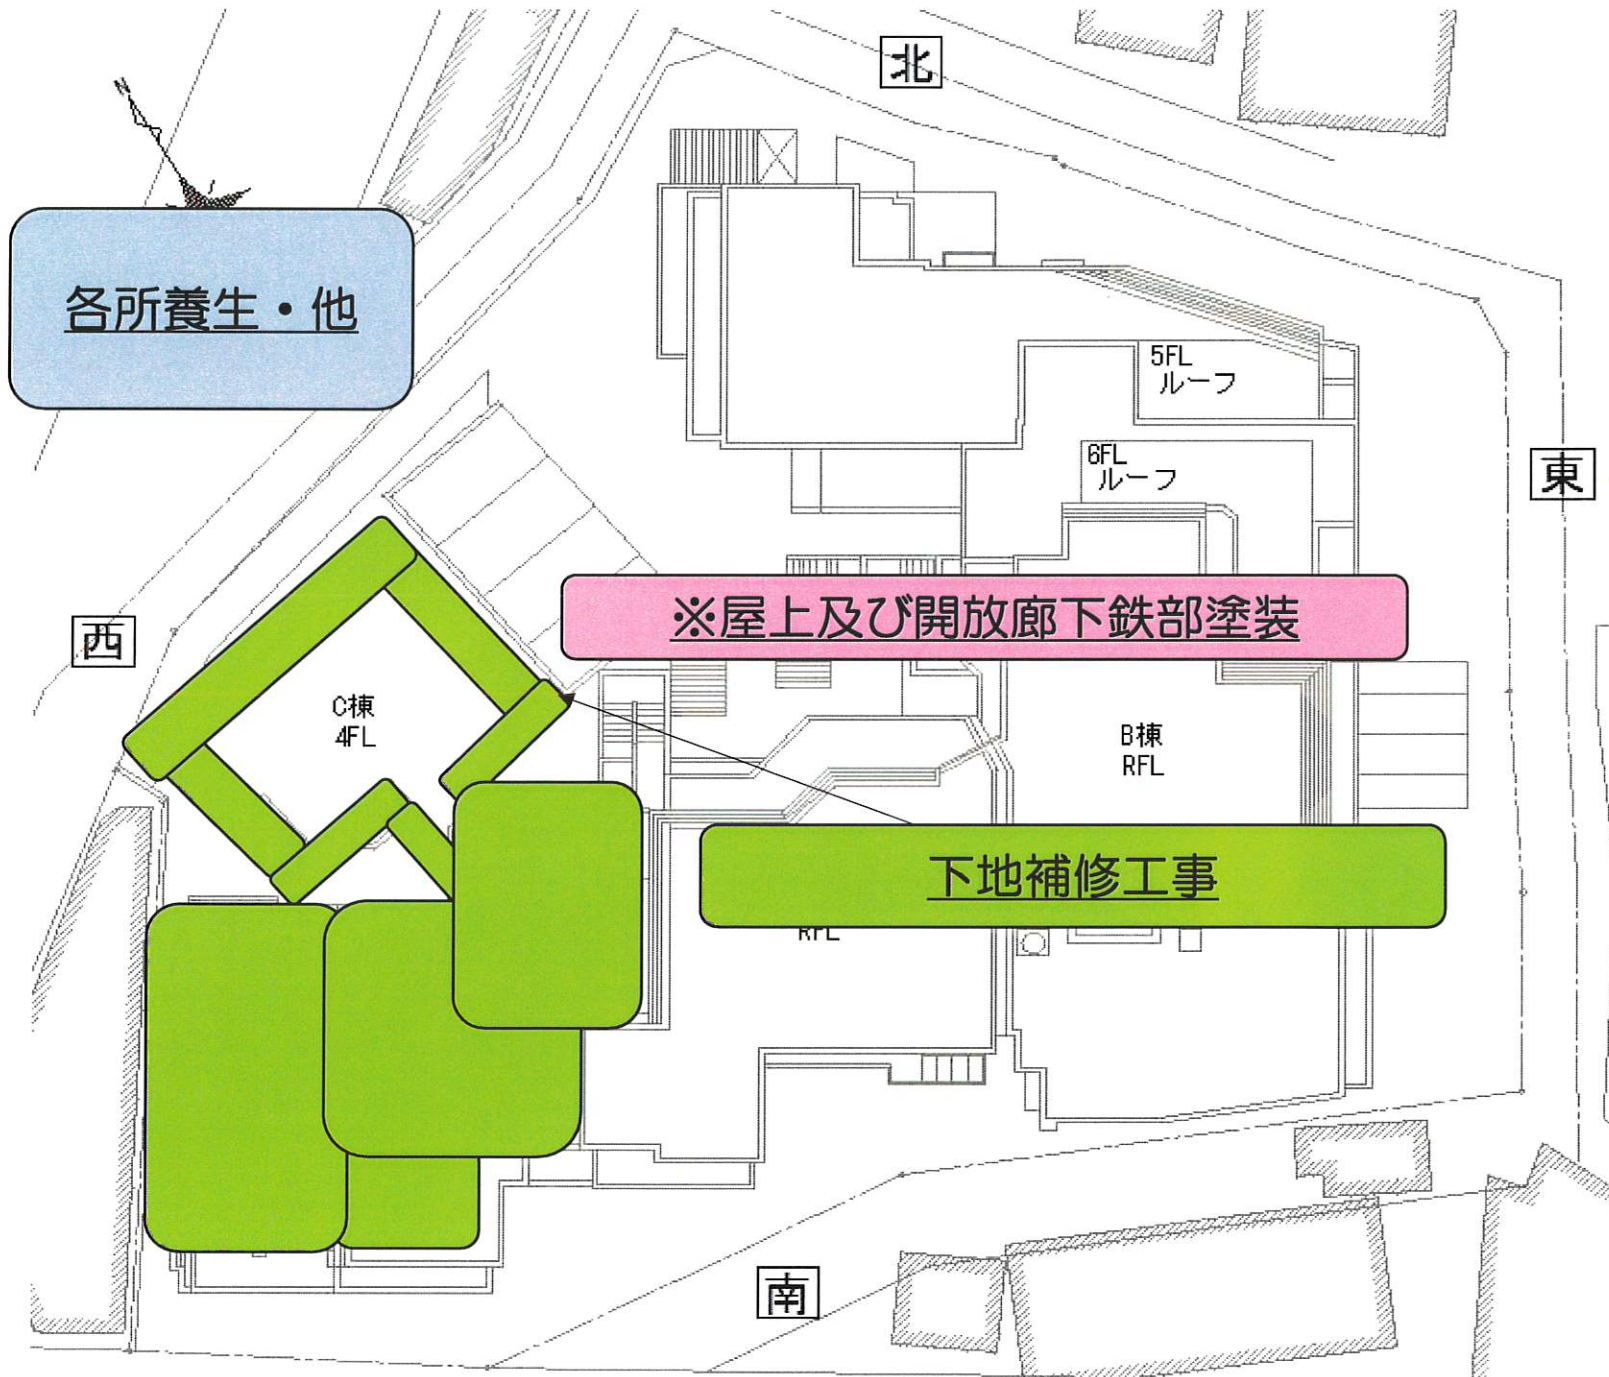 北
N
各所養生・他
5FL
ルーフ
6FL
ルーフ
東
※屋上及び開放廊下鉄部塗装
西
C棟
4FL
B棟
RFL
下地補修工事
RFL
南